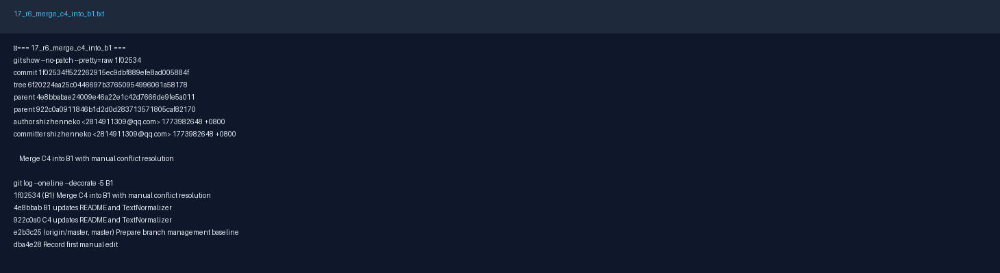 17_r6_merge_c4_into_b1.txt
=== 17_r6_merge_c4_into_b1 ===
git show --no-patch --pretty=raw 1f02534
commit 1f02534ff522262915ec9dbf889efe8ad005884f
tree 6f20224aa25c0446697b37650954996061a58178
parent 4e8bbabae24009e46a22e1c42d7666de9fe5a011
parent 922c0a0911846b1d2d0d283713571805caf82170
author shizhenneko <2814911309@qq.com> 1773982648 +0800
committer shizhenneko <2814911309@qq.com> 1773982648 +0800
Merge C4 into B1 with manual conflict resolution
git log --oneline --decorate -5 B1
1f02534 (B1) Merge C4 into B1 with manual conflict resolution
4e8bbab B1 updates README and TextNormalizer
922c0a0 C4 updates README and TextNormalizer
e2b3c25 (origin/master, master) Prepare branch management baseline
dba4e28 Record first manual edit